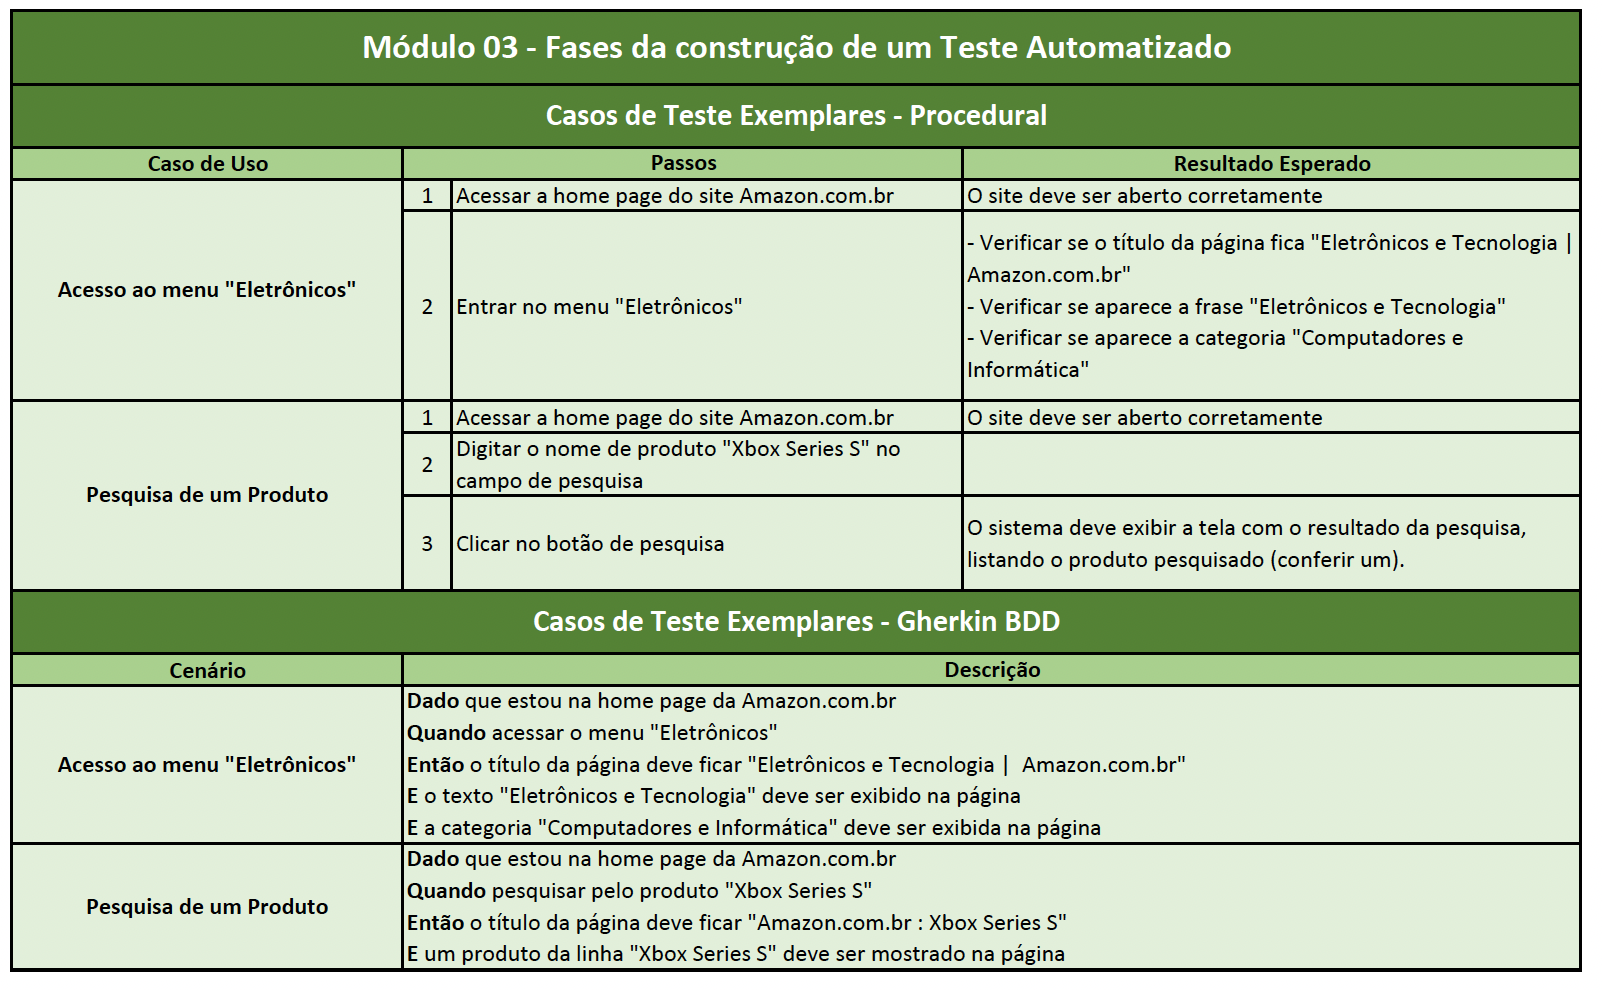 Módulo 03 - Fases da construção de um Teste Automatizado
Casos de Teste Exemplares - Procedural
Caso de Uso
Passos
Resultado Esperado
Acesso ao menu "Eletrônicos"
1
Acessar a home page do site Amazon.com.br
O site deve ser aberto corretamente
2
Entrar no menu "Eletrônicos"
- Verificar se o título da página fica "Eletrônicos e Tecnologia |
Amazon.com.br"
- Verificar se aparece a frase "Eletrônicos e Tecnologia"
- Verificar se aparece a categoria "Computadores e
Informática"
Pesquisa de um Produto
1
Acessar a home page do site Amazon.com.br
O site deve ser aberto corretamente
2
Digitar o nome de produto "Xbox Series S" no
campo de pesquisa
3
Clicar no botão de pesquisa
O sistema deve exibir a tela com o resultado da pesquisa,
listando o produto pesquisado (conferir um).
Casos de Teste Exemplares - Gherkin BDD
Cenário
Descrição
Acesso ao menu "Eletrônicos"
Dado que estou na home page da Amazon.com.br
Quando acessar o menu "Eletrônicos"
Então o título da página deve ficar "Eletrônicos e Tecnologia |  Amazon.com.br"
E o texto "Eletrônicos e Tecnologia" deve ser exibido na página
E a categoria "Computadores e Informática" deve ser exibida na página
Pesquisa de um Produto
Dado que estou na home page da Amazon.com.br
Quando pesquisar pelo produto "Xbox Series S"
Então o título da página deve ficar "Amazon.com.br : Xbox Series S"
E um produto da linha "Xbox Series S" deve ser mostrado na página